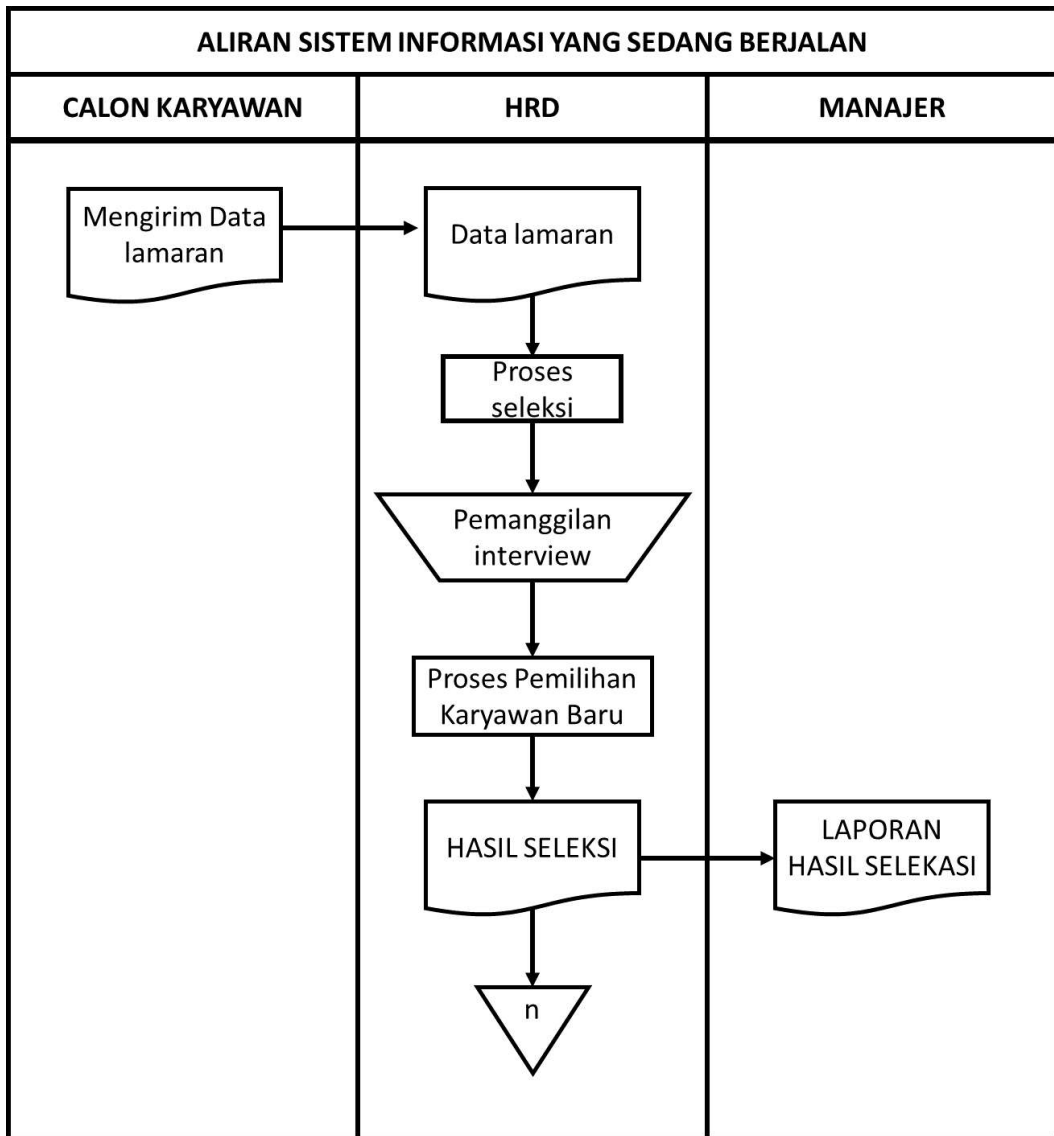 ALIRAN SISTEM INFORMASI YANG SEDANG BERJALAN
CALON KARYAWAN
HRD
MANAJER
Mengirim Data
lamaran
Data lamaran
Proses
seleksi
Pemanggilan
interview
Proses Pemilihan
Karyawan Baru
HASIL SELEKSI
LAPORAN
HASIL SELEKASI
n